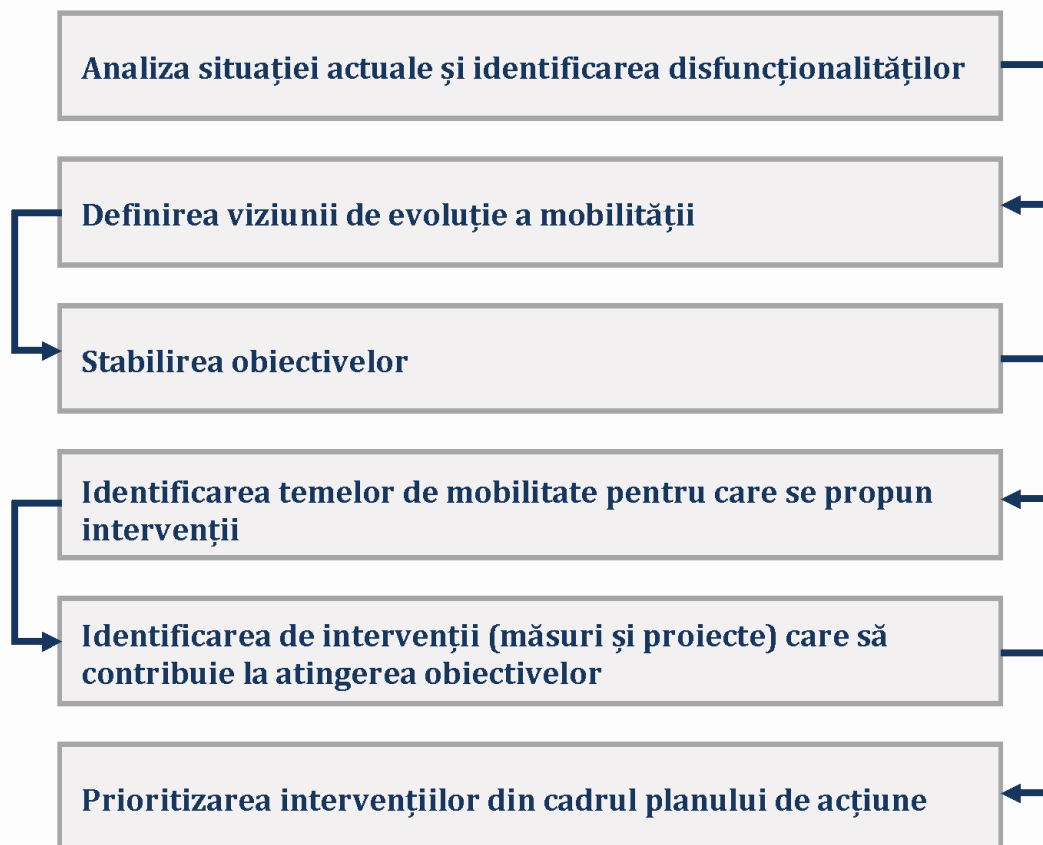 Analiza situației actuale și identificarea disfuncționalităților
Definirea viziunii de evoluție a mobilității
Stabilirea obiectivelor
Identificarea temelor de mobilitate pentru care se propun
intervenții
Identificarea de intervenții (măsuri și proiecte) care să
contribuie la atingerea obiectivelor
Prioritizarea intervențiilor din cadrul planului de acțiune